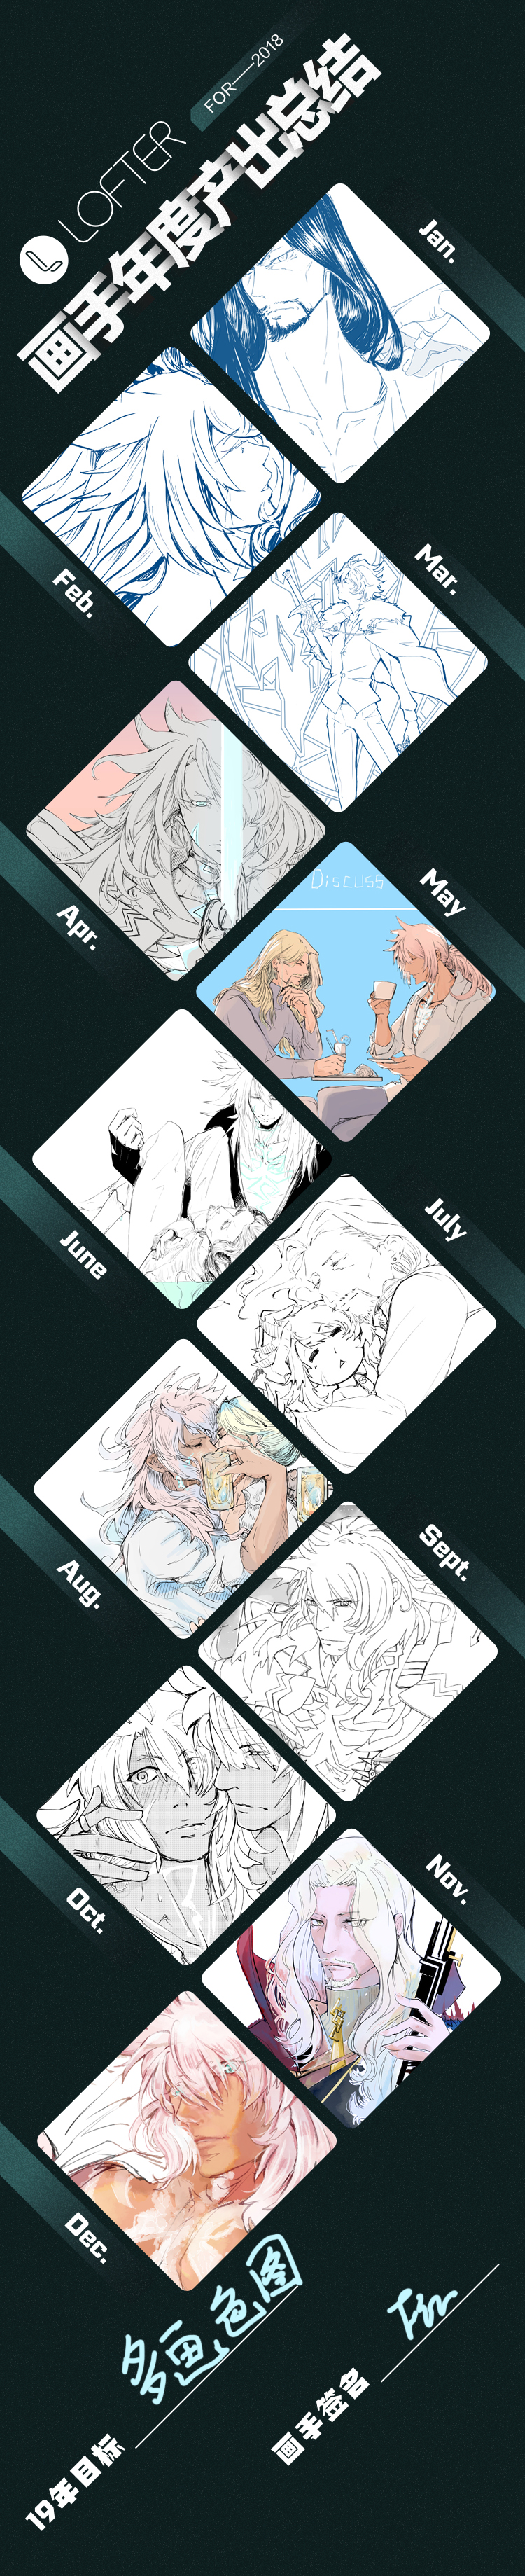 FOR——2018
LOFTER
画手年度产出总结
Jan.
Feb.
Mar.
Apr.
Discuss
May
June
July
Aug.
Sept.
Oct.
Nov.
Dec.
19年目标
多画色图
画手签名